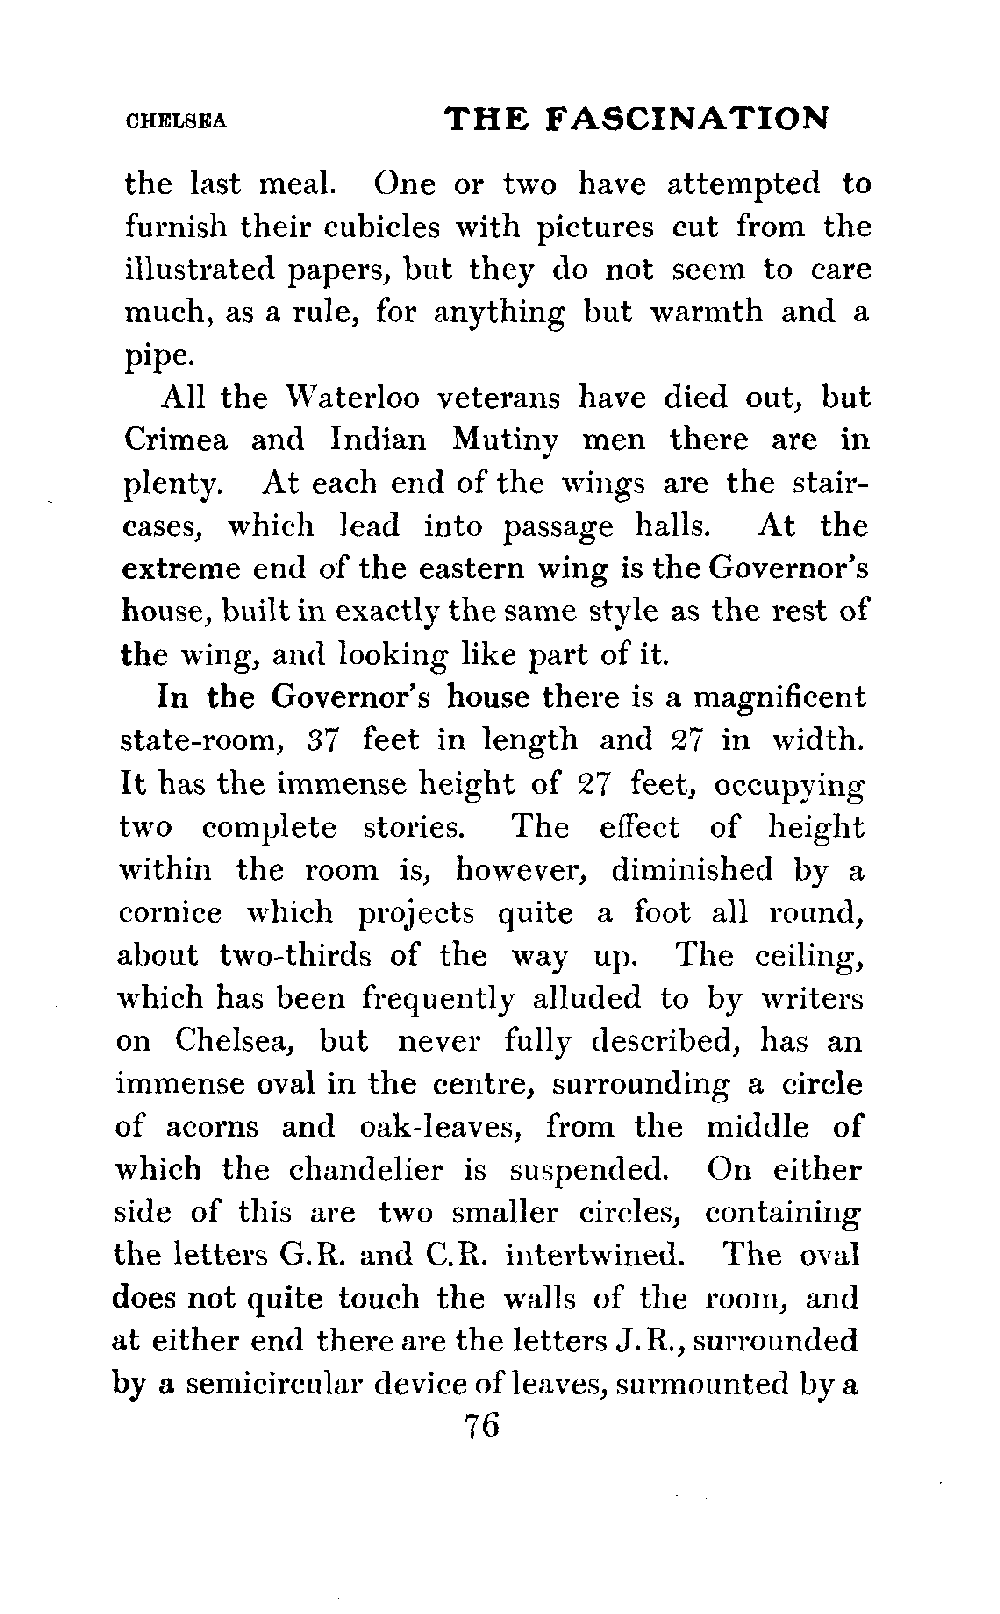 CHELSEA THE FASCINATION
the last meal. One or two have attempted to
furnish their cubicles with pictures cut from the
illustrated papers, but they do not seem to care
much, as a rule, for anything but warmth and a
pipe.
All the Waterloo veterans have died out, but
Crimea and Indian Mutiny men there are in
plenty. At each end of the wings are the stair-
cases, which lead into passage halls. At the
extreme end of the eastern wing is the Governor's
house, built in exactly the same style as the rest of
the wing, and looking like part of it.
In the Governor's house there is a magnificent
state-room, 37 feet in length and 27 in width.
It has the immense height of 27 feet, occupying
two complete stories. The effect of height
within the room is, however, diminished by a
cornice which projects quite a foot all round,
about two-thirds of the way up. The ceiling,
which has been frequently alluded to by writers
on Chelsea, but never fully described, has an
immense oval in the centre, surrounding a circle
of acorns and oak-leaves, from the middle of
which the chandelier is suspended. On either
side of this are two smaller circles, containing
the letters G.R. and C.R. intertwined. The oval
does not quite touch the walls of the room, and
at either end there are the letters J.R., surrounded
by a semicircular device of leaves, surmounted by a
76